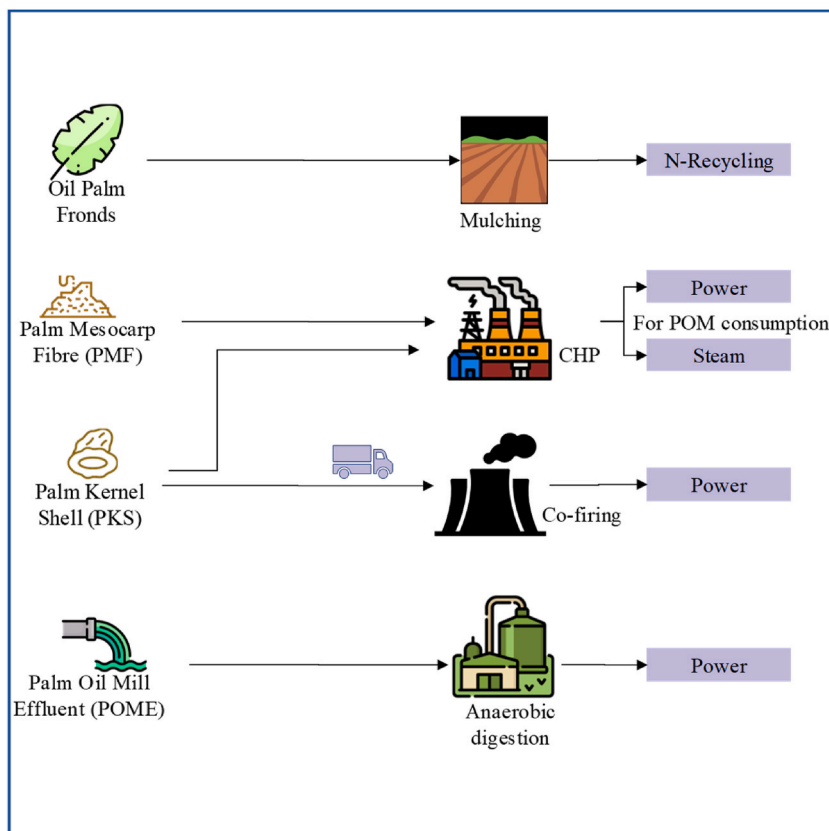 Oil Palm
Fronds
Mulching
N-Recycling
Palm Mesocarp
Fibre (PMF)
CHP
Power
For POM consumption
Steam
Palm Kernel
Shell (PKS)
Co-firing
Power
Palm Oil Mill
Effluent (POME)
Anaerobic
digestion
Power